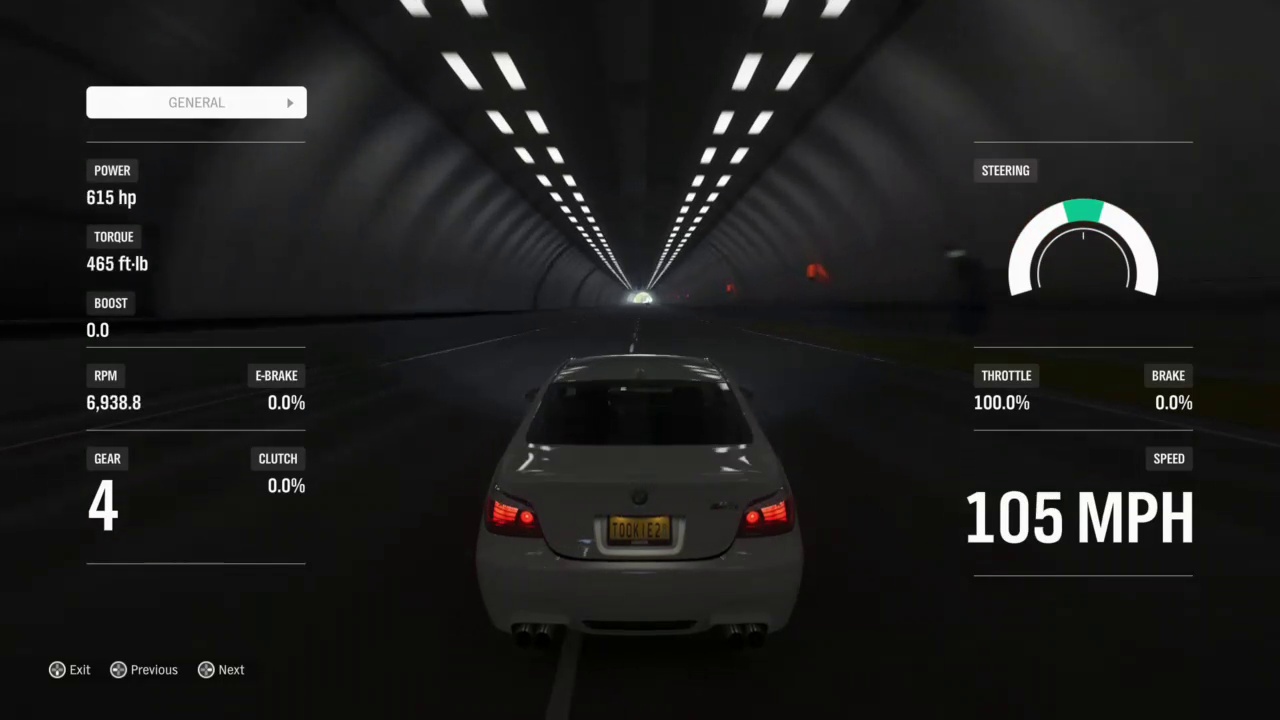 GENERAL
POWER
615 hp
TORQUE
465 ft·lb
BOOST
0.0
RPM
E-BRAKE
6,938.8
0.0%
GEAR
CLUTCH
4
0.0%
STEERING
THROTTLE
BRAKE
100.0%
0.0%
SPEED
105 MPH
TOOKIE2
Exit
Previous
Next